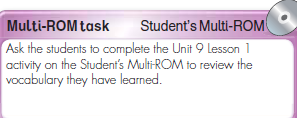 Multi-ROM task Student's Multi-ROM
Ask the students to complete the Unit 9 Lesson 1
activity on the Student's Multi-ROM to review the
vocabulary they have learned.